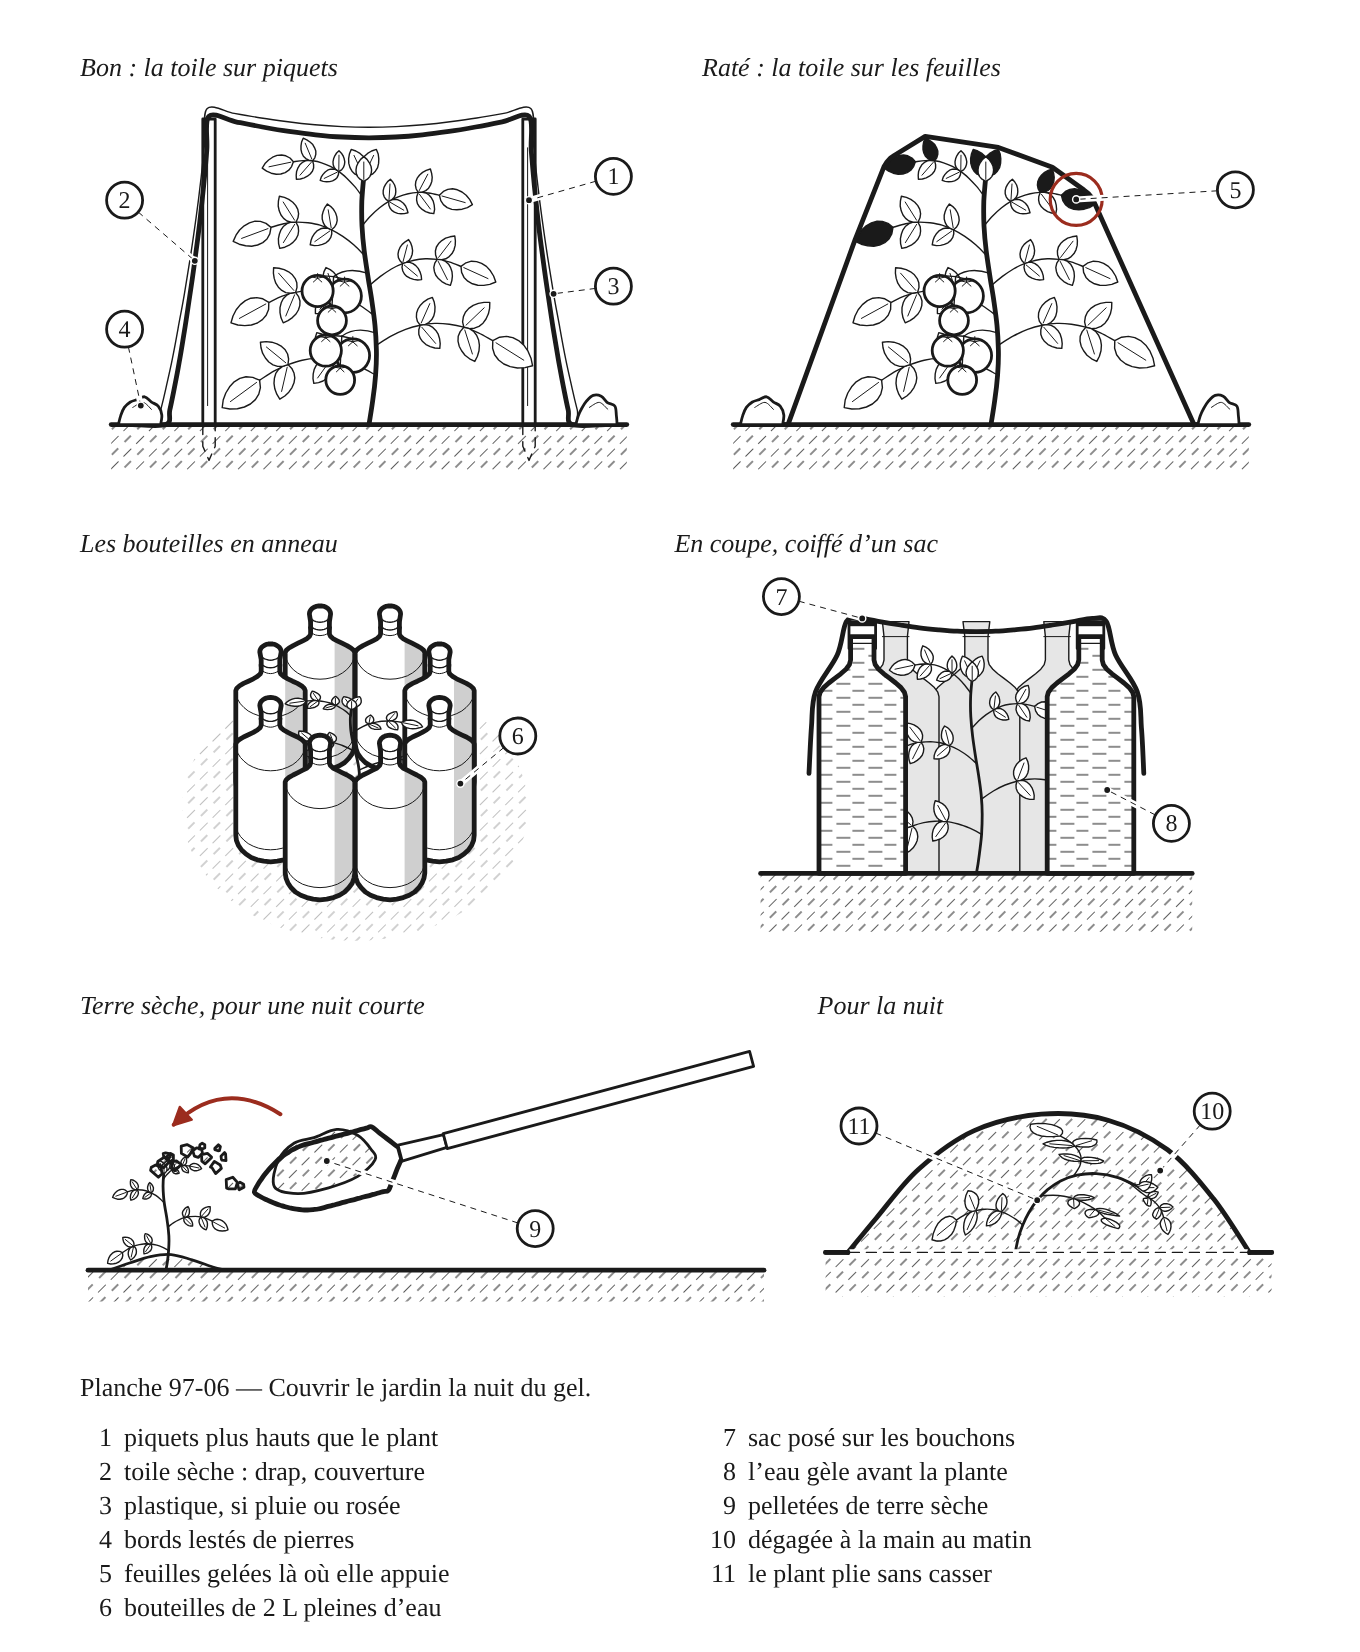 Bon : la toile sur piquets
Raté : la toile sur les feuilles
1
2
3
4
5
Les bouteilles en anneau
En coupe, coiffé d’un sac
6
7
8
Terre sèche, pour une nuit courte
Pour la nuit
9
10
11
Planche 97-06 — Couvrir le jardin la nuit du gel.
1 piquets plus hauts que le plant
2 toile sèche : drap, couverture
3 plastique, si pluie ou rosée
4 bords lestés de pierres
5 feuilles gelées là où elle appuie
6 bouteilles de 2 L pleines d’eau
7 sac posé sur les bouchons
8 l’eau gèle avant la plante
9 pelletées de terre sèche
10 dégagée à la main au matin
11 le plant plie sans casser